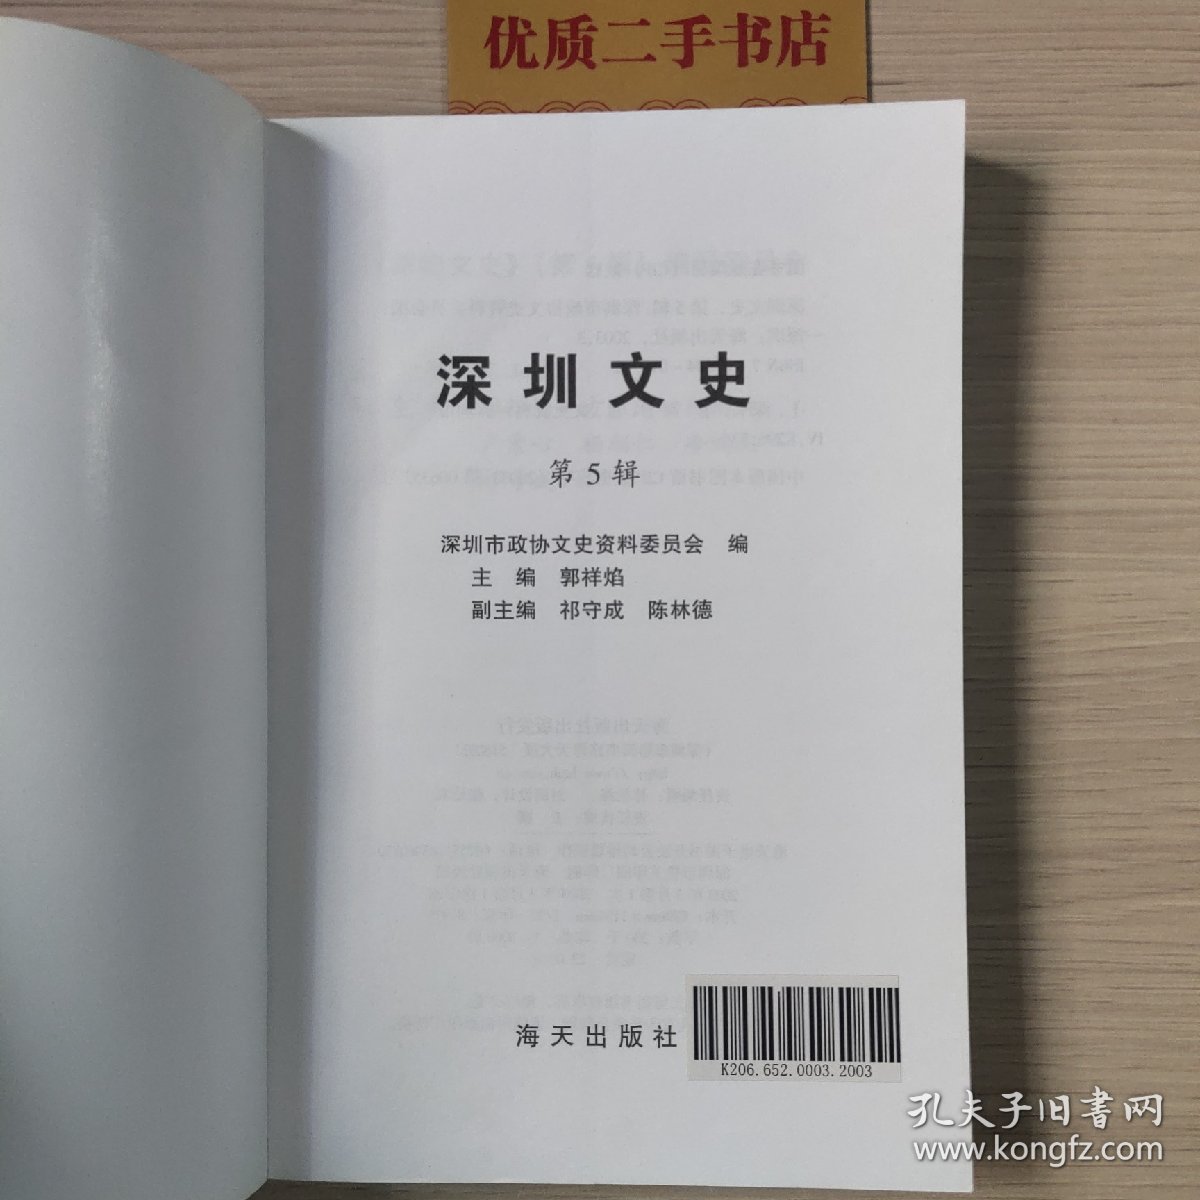 优质二手书店
深圳文史
第5辑
深圳市政协文史资料委员会 编
主 编 郭祥焰
副主编 祁守成 陈林德
海天出版社
K206.652.0003.2003
孔夫子旧书网
www.kongfz.com